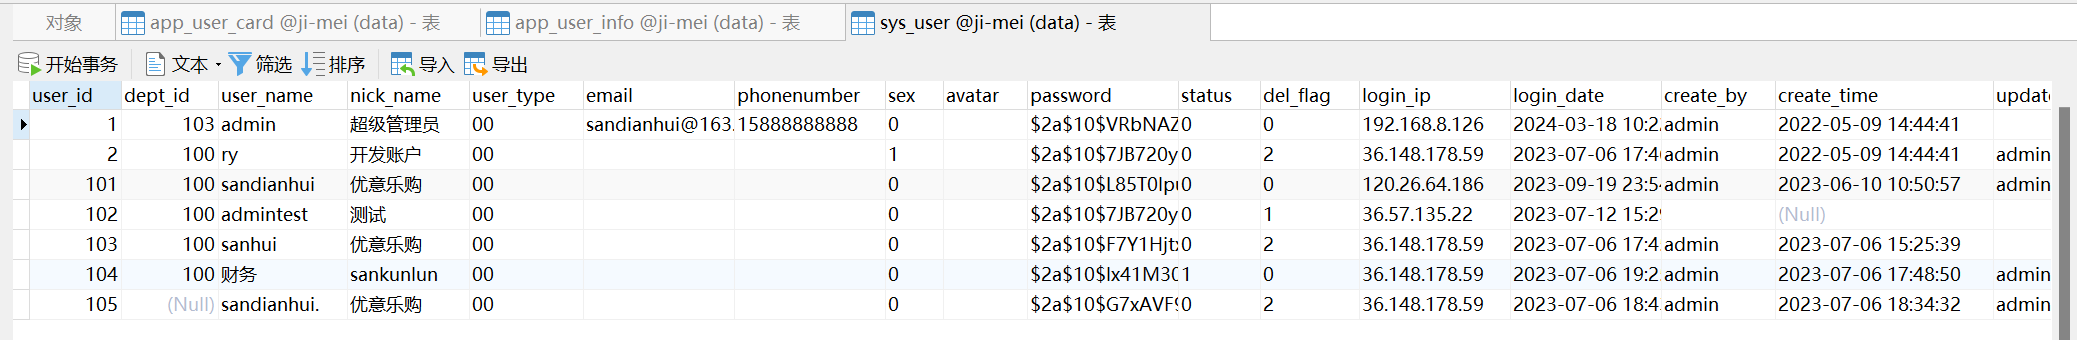 对象 app_user_card @ji-mei (data) - 表 app_user_info @ji-mei (data) - 表 sys_user @ji-mei (data) - 表
开始事务 文本 筛选 排序 导入 导出
user_id dept_id user_name nick_name user_type email phonenumber sex avatar password status del_flag login_ip login_date create_by create_time update
1 103 admin 超级管理员 00 sandianhui@163. 15888888888 0 $2a$10$VRbNAZ 0 0 192.168.8.126 2024-03-18 10:2 admin 2022-05-09 14:44:41
2 100 ry 开发账户 00 1 $2a$10$7JB720y 0 2 36.148.178.59 2023-07-06 17:4 admin 2022-05-09 14:44:41 admin
101 100 sandianhui 优意乐购 00 0 $2a$10$L85T0Ip 0 0 120.26.64.186 2023-09-19 23:5 admin 2023-06-10 10:50:57 admin
102 100 admintest 测试 00 0 $2a$10$7JB720y 0 1 36.57.135.22 2023-07-12 15:2 (Null)
103 100 sanhui 优意乐购 00 0 $2a$10$F7Y1Hjt 0 2 36.148.178.59 2023-07-06 17:4 admin 2023-07-06 15:25:39
104 100 财务 sankunlun 00 0 $2a$10$Ix41M3 1 0 36.148.178.59 2023-07-06 19:2 admin 2023-07-06 17:48:50 admin
105 (Null) sandianhui. 优意乐购 00 0 $2a$10$G7xAVF 0 2 36.148.178.59 2023-07-06 18:4 admin 2023-07-06 18:34:32 admin